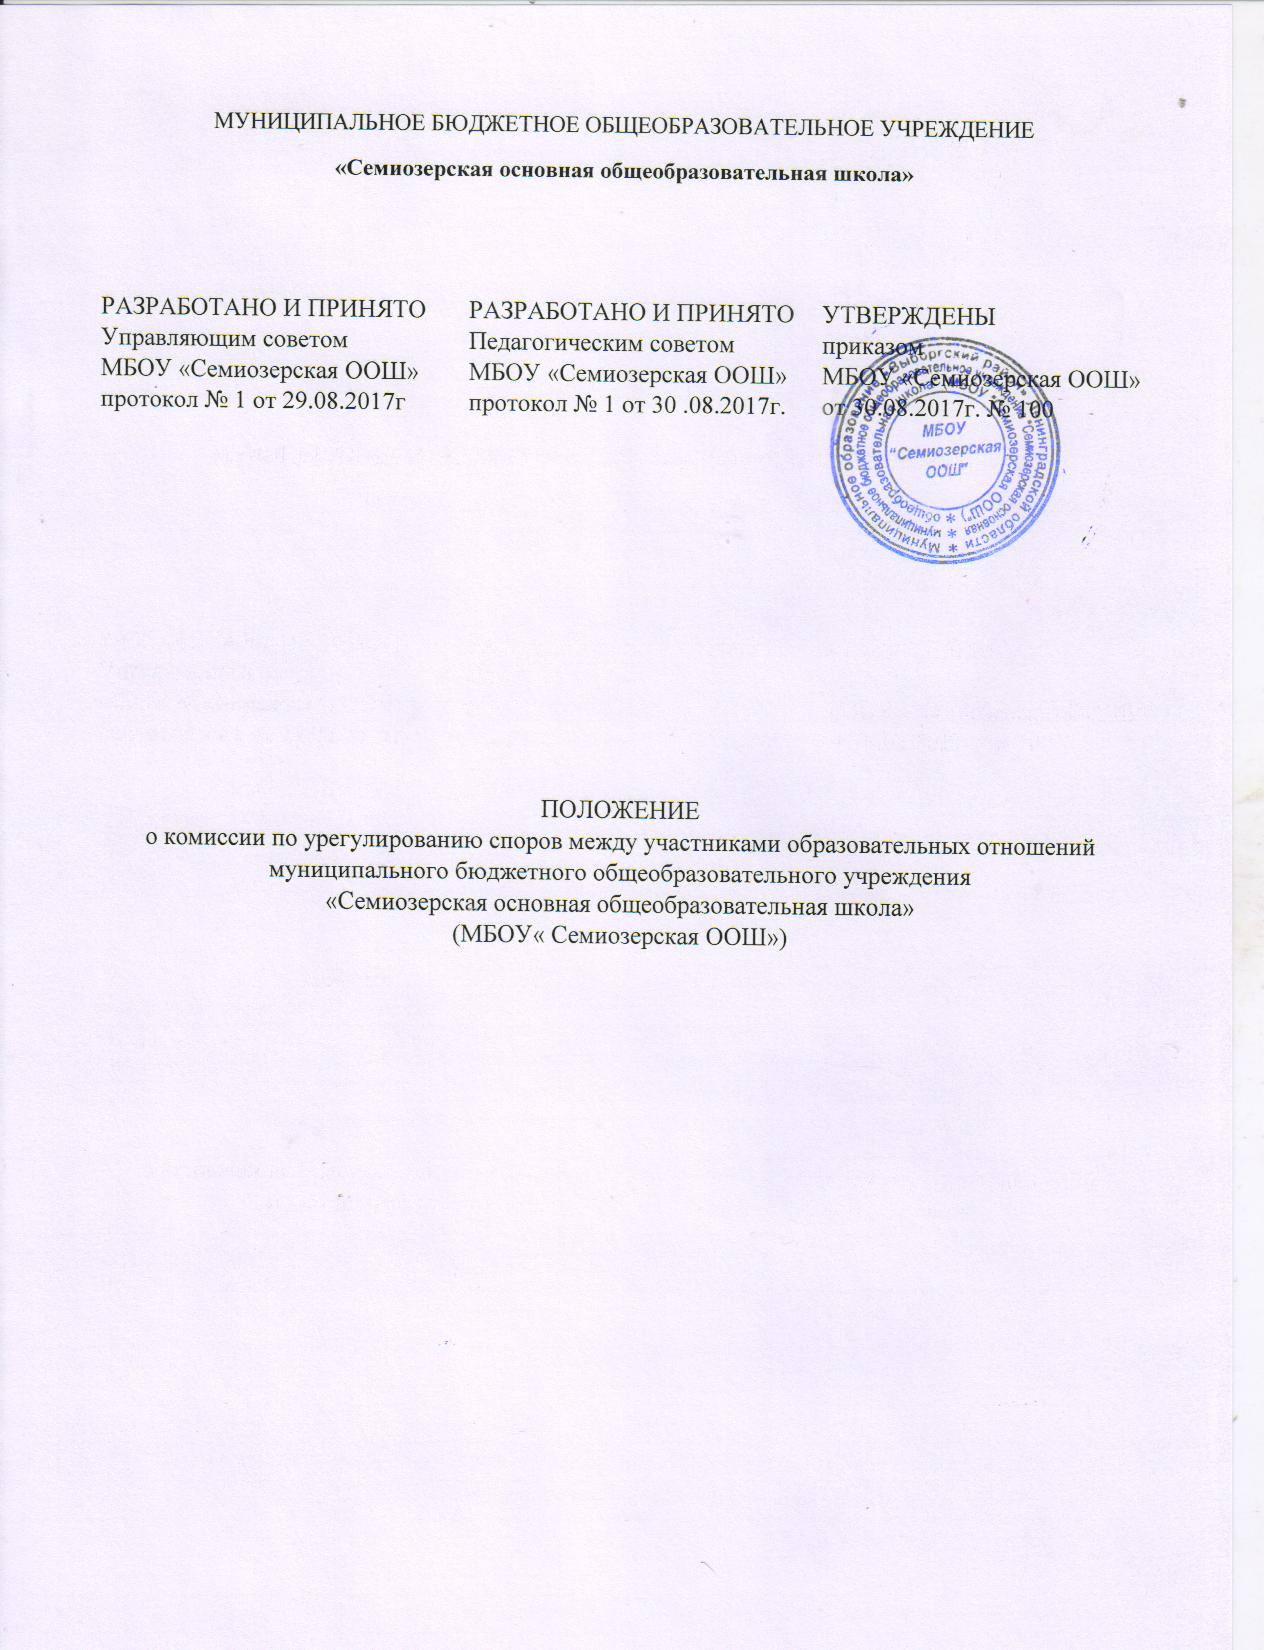 МУНИЦИПАЛЬНОЕ БЮДЖЕТНОЕ ОБЩЕОБРАЗОВАТЕЛЬНОЕ УЧРЕЖДЕНИЕ
«Семиозерская основная общеобразовательная школа»
РАЗРАБОТАНО И ПРИНЯТО
Управляющим советом
МБОУ «Семиозерская ООШ»
протокол № 1 от 29.08.2017г
РАЗРАБОТАНО И ПРИНЯТО
Педагогическим советом
МБОУ «Семиозерская ООШ»
протокол № 1 от 30 .08.2017г.
УТВЕРЖДЕНЫ
приказом
МБОУ «Семиозерская ООШ»
от 30.08.2017г. № 100
МБОУ
"Семиозерская
ООШ"
ПОЛОЖЕНИЕ
о комиссии по урегулированию споров между участниками образовательных отношений
муниципального бюджетного общеобразовательного учреждения
«Семиозерская основная общеобразовательная школа»
(МБОУ« Семиозерская ООШ»)